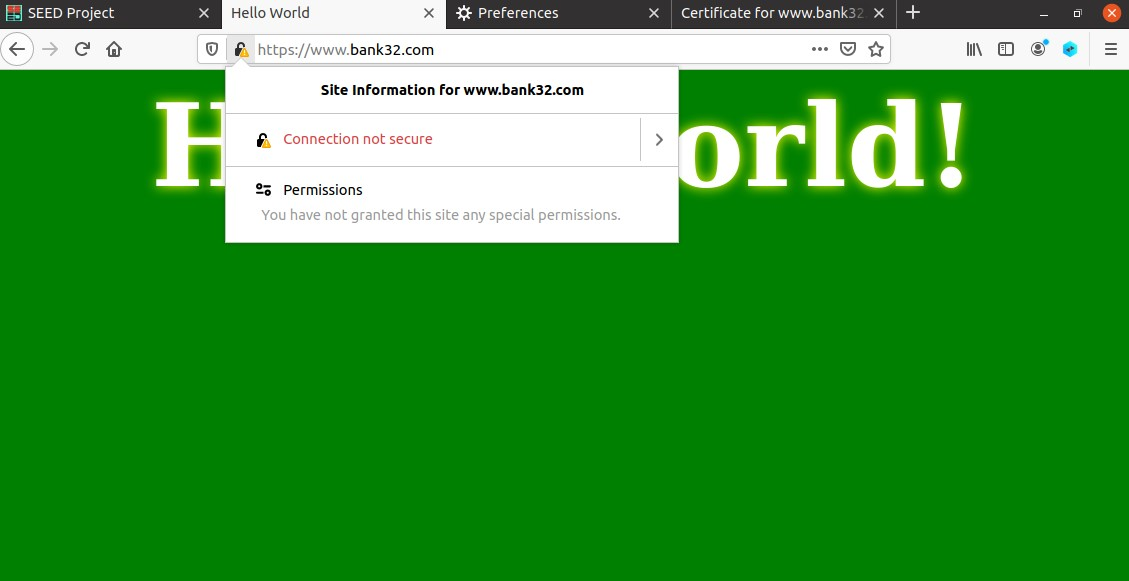 SEED Project
Hello World
Preferences
Certificate for www.bank32
https://www.bank32.com
Site Information for www.bank32.com
Connection not secure
Permissions
You have not granted this site any special permissions.
H orld!